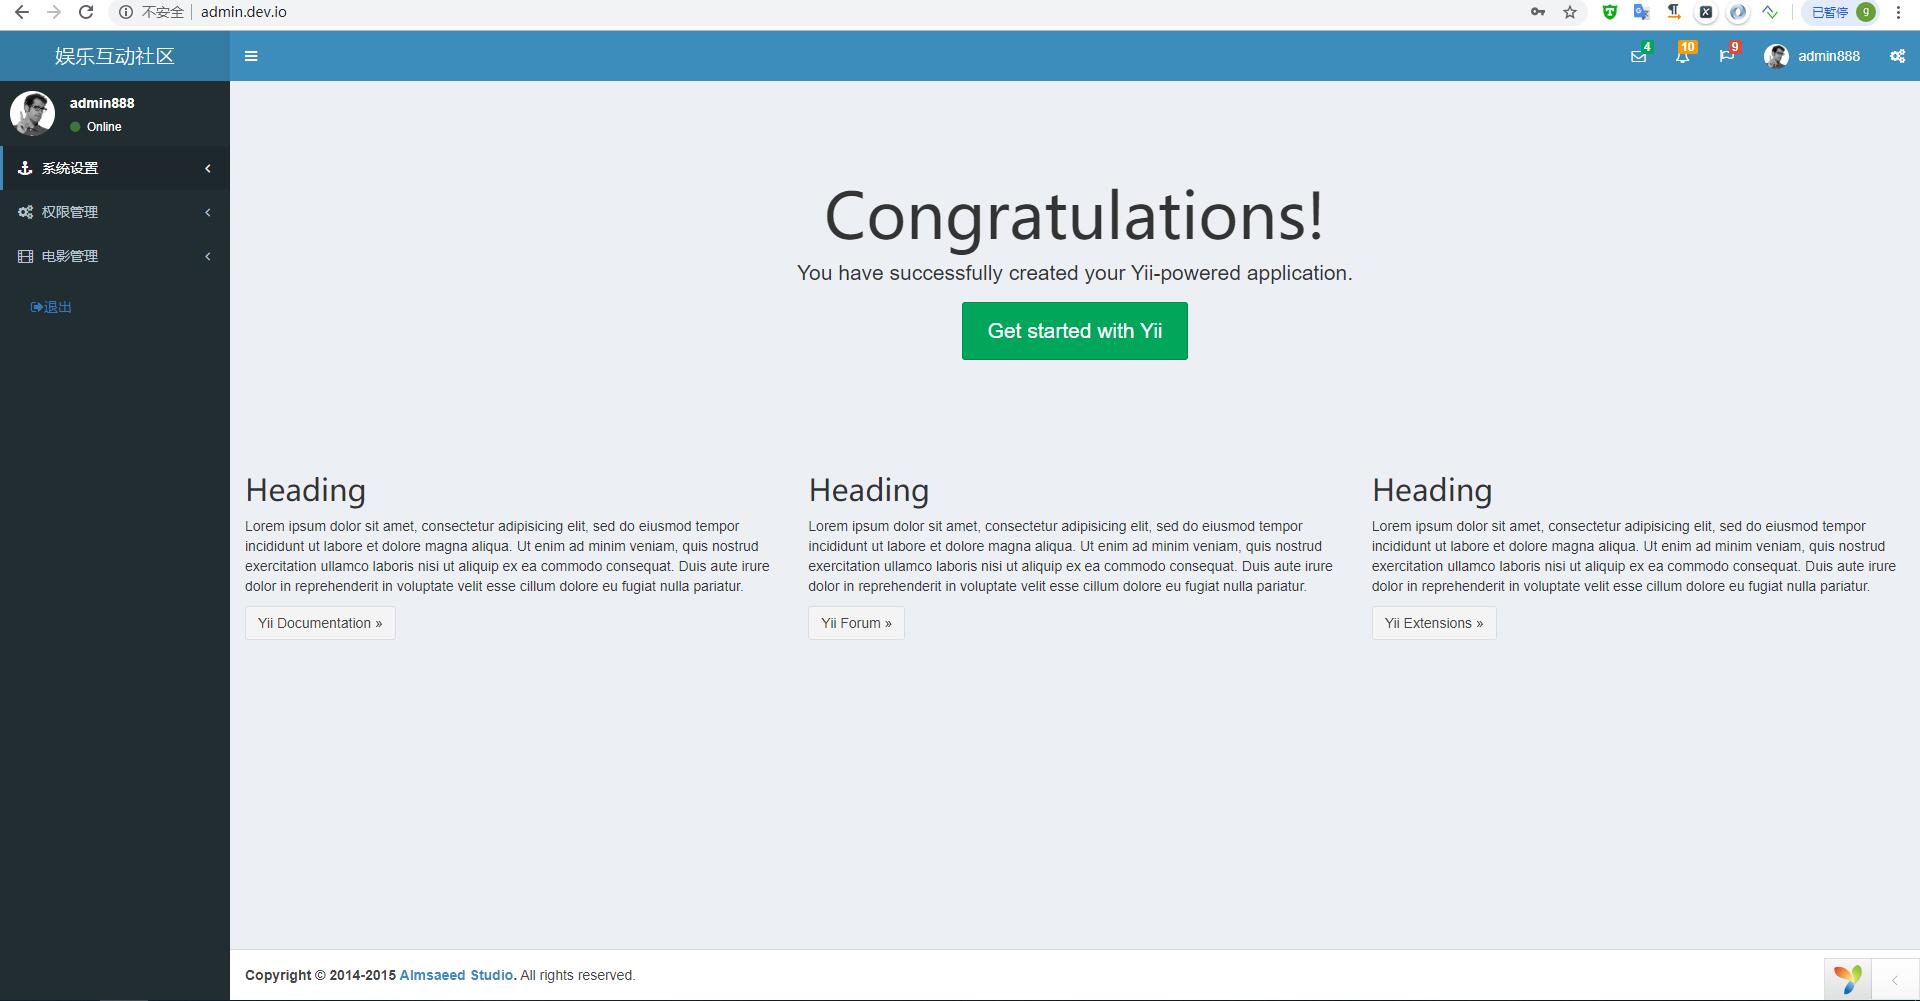 不安全 admin.dev.io
已暂停 g
娱乐互动社区
4 10 9 admin888
admin888
Online
系统设置
权限管理
电影管理
退出
Congratulations!
You have successfully created your Yii-powered application.
Get started with Yii
Heading
Lorem ipsum dolor sit amet, consectetur adipisicing elit, sed do eiusmod tempor
incididunt ut labore et dolore magna aliqua. Ut enim ad minim veniam, quis nostrud
exercitation ullamco laboris nisi ut aliquip ex ea commodo consequat. Duis aute irure
dolor in reprehenderit in voluptate velit esse cillum dolore eu fugiat nulla pariatur.
Yii Documentation »
Heading
Lorem ipsum dolor sit amet, consectetur adipisicing elit, sed do eiusmod tempor
incididunt ut labore et dolore magna aliqua. Ut enim ad minim veniam, quis nostrud
exercitation ullamco laboris nisi ut aliquip ex ea commodo consequat. Duis aute irure
dolor in reprehenderit in voluptate velit esse cillum dolore eu fugiat nulla pariatur.
Yii Forum »
Heading
Lorem ipsum dolor sit amet, consectetur adipisicing elit, sed do eiusmod tempor
incididunt ut labore et dolore magna aliqua. Ut enim ad minim veniam, quis nostrud
exercitation ullamco laboris nisi ut aliquip ex ea commodo consequat. Duis aute irure
dolor in reprehenderit in voluptate velit esse cillum dolore eu fugiat nulla pariatur.
Yii Extensions »
Copyright © 2014-2015 Almsaeed Studio. All rights reserved.